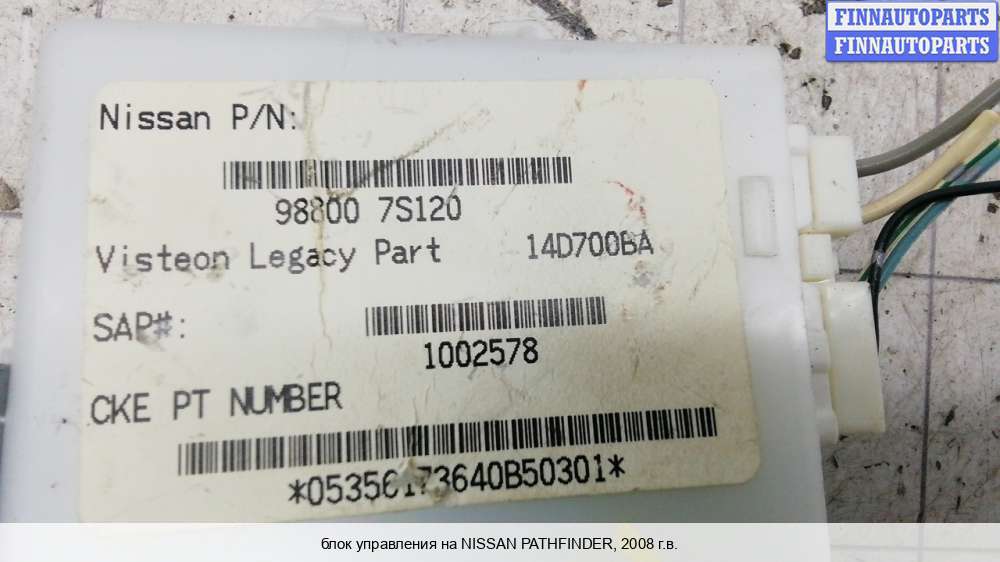 FINNAUTOPARTS
FINNAUTOPARTS
Nissan P/N:
98800 7S120
Visteon Legacy Part 14D700BA
SAP#:
1002578
CKE PT NUMBER
блок управления на NISSAN PATHFINDER, 2008 г.в.